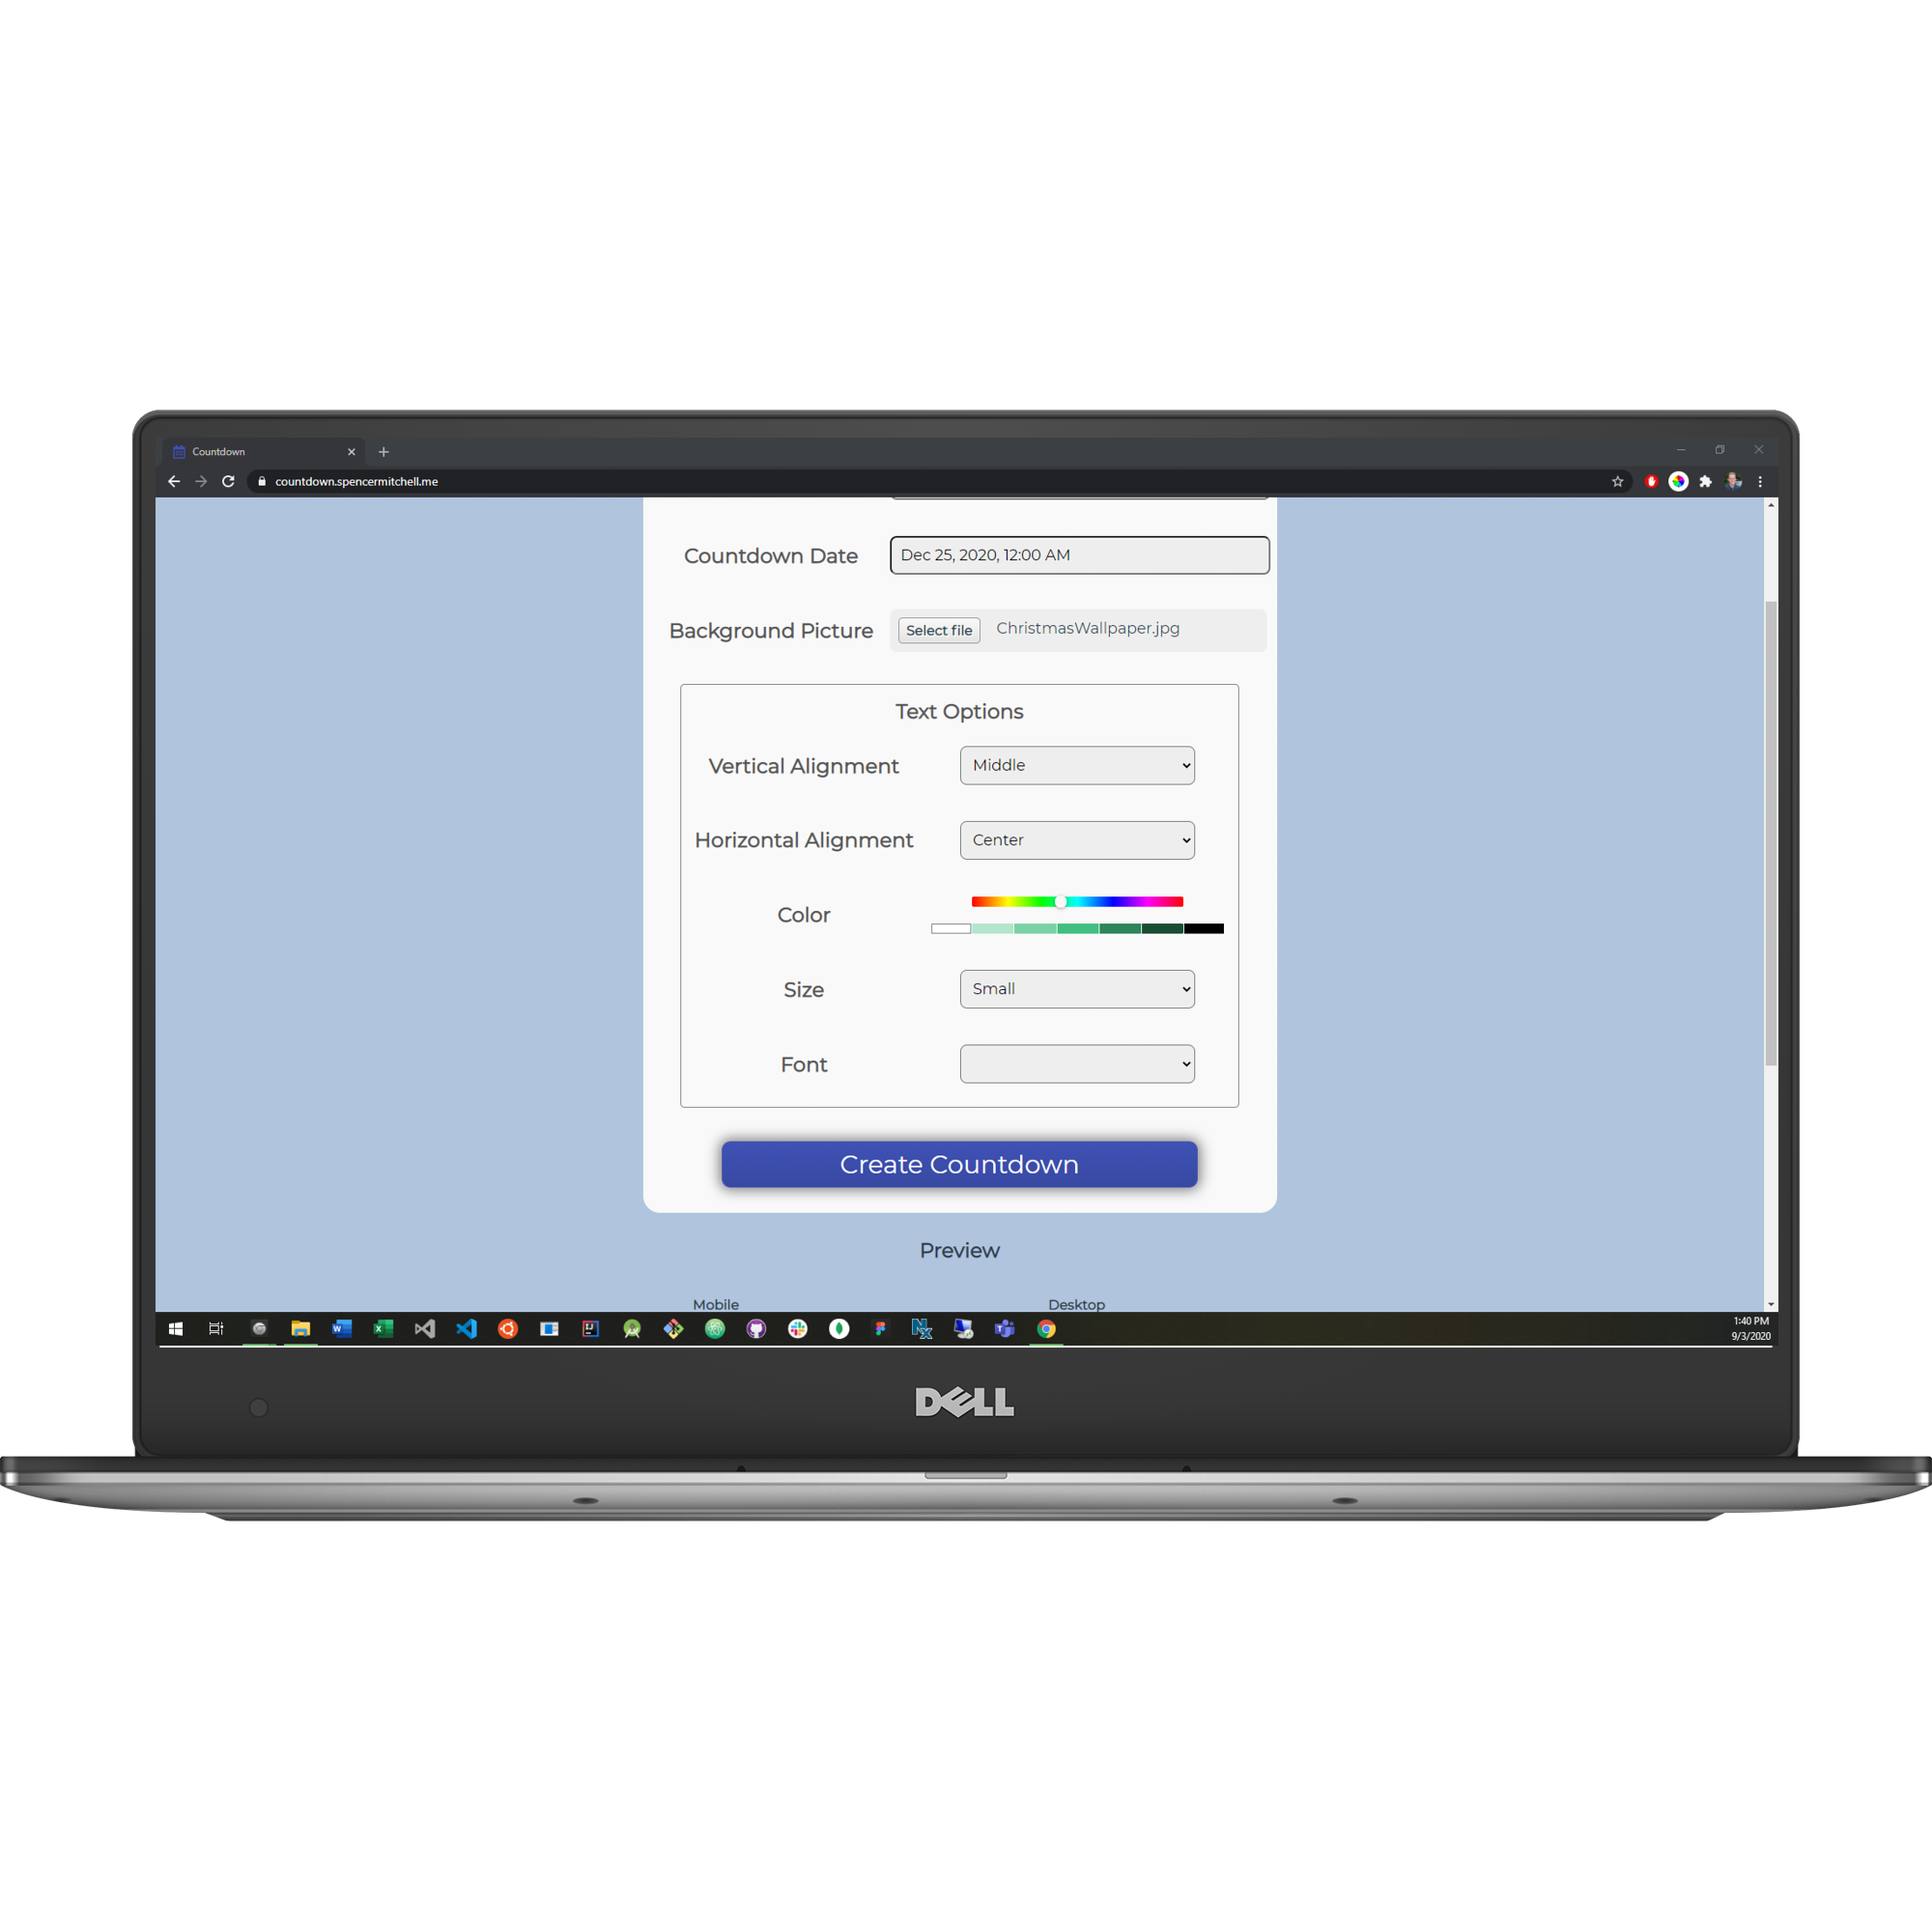 Countdown
countdown.spencermitchell.me
Countdown Date Dec 25, 2020, 12:00 AM
Background Picture Select file ChristmasWallpaper.jpg
Text Options
Vertical Alignment Middle
Horizontal Alignment Center
Color
Size Small
Font
Create Countdown
Preview
Mobile Desktop
1:40 PM
9/3/2020
DELL